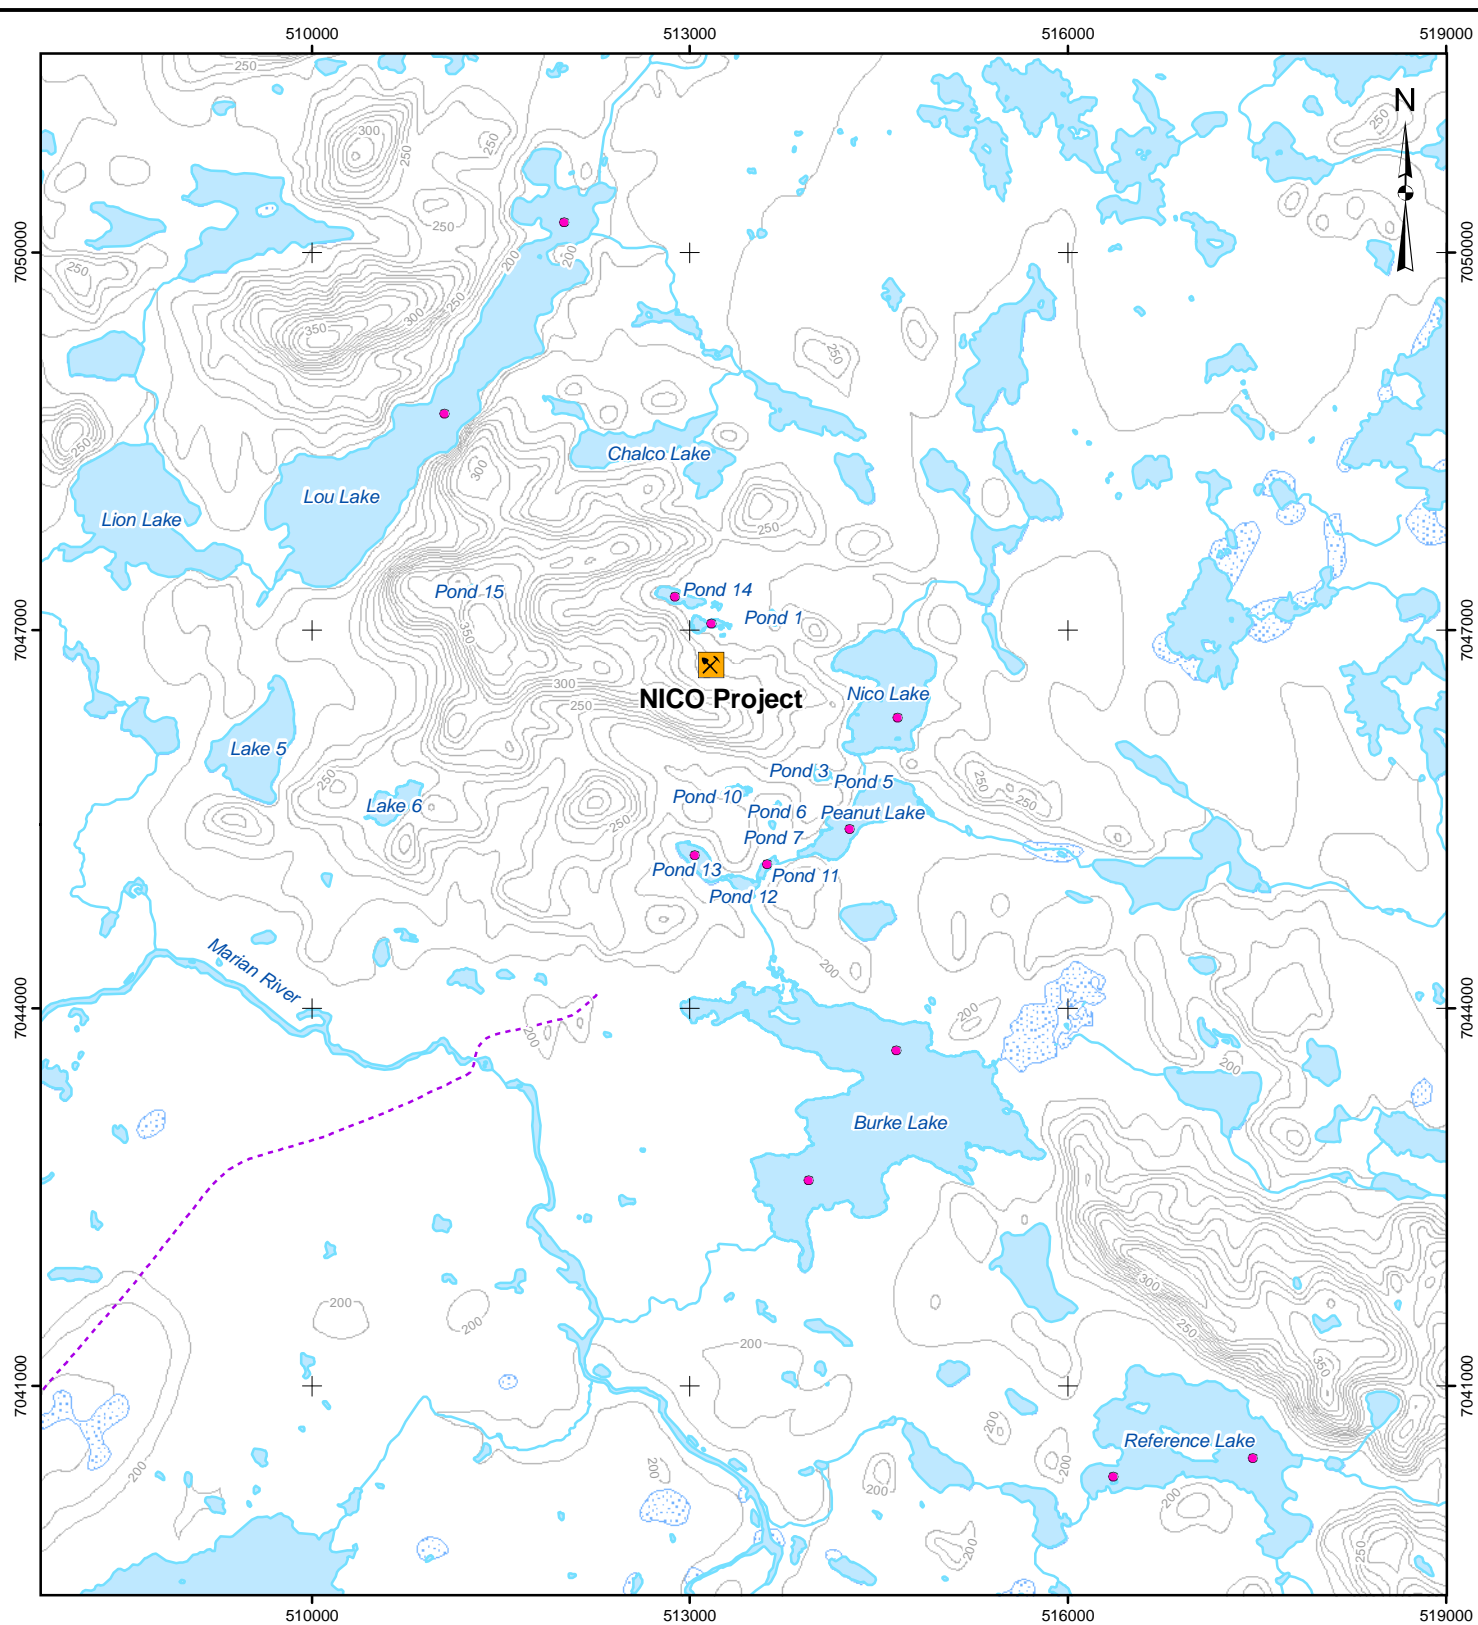 510000 513000 516000 519000
250
N
300
250
250
250
250
7050000
7050000
200
200
250
250
300
350
250
250
Chalco Lake
300
Lou Lake
Lion Lake
250
Pond 15
Pond 14
Pond 1
7047000
7047000
350
300
250
NICO Project
Nico Lake
Lake 5
Pond 3
Pond 5
250
250
250
Lake 6
Pond 10
Pond 6
Peanut Lake
250
Pond 7
Pond 13
Pond 11
Pond 12
Marian River
200
7044000
7044000
200
200
200
Burke Lake
300
200
200
250
200
350
7041000
7041000
200
Reference Lake
200
200
200
200
200
200
250
510000 513000 516000 519000